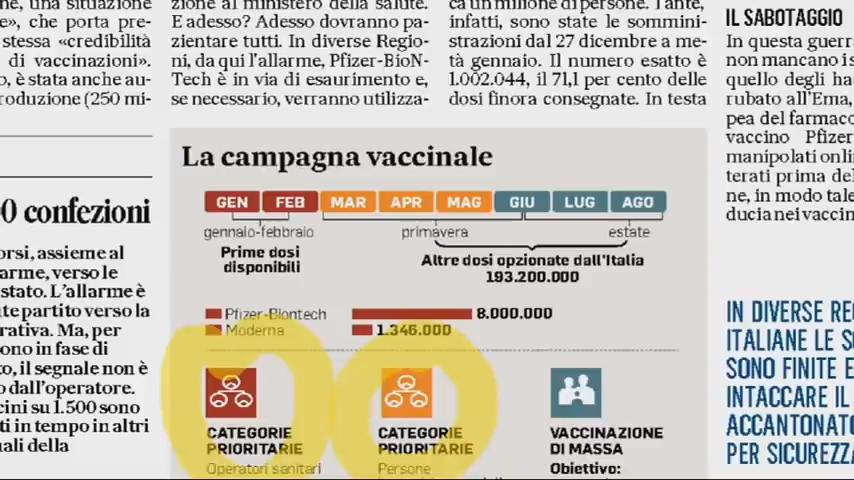 ne, una situazione
e», che porta pre-
stessa «credibilità
di vaccinazioni».
o, è stata anche au-
roduzione (250 mi-
0 confezioni
orsi, assieme al
arme, verso le
stato. L'allarme è
te partito verso la
rativa. Ma, per
ono in fase di
to, il segnale non è
o dall'operatore.
cini su 1.500 sono
ti in tempo in altri
uali della
zione al ministero della salute.
E adesso? Adesso dovranno pa-
zientare tutti. In diverse Regio-
ni, da qui l'allarme, Pfizer-BioN-
Tech è in via di esaurimento e,
se necessario, verranno utilizza-
ca un milione di persone. Tante,
infatti, sono state le sommini-
strazioni dal 27 dicembre a me-
tà gennaio. Il numero esatto è
1.002.044, il 71,1 per cento delle
dosi finora consegnate. In testa
La campagna vaccinale
GEN FEB MAR APR MAG GIU LUG AGO
gennaio-febbraio primavera estate
Prime dosi
disponibili
Altre dosi opzionate dall'Italia
193.200.000
Pfizer-Biontech 8.000.000
Moderna 1.346.000
CATEGORIE
PRIORITARIE
Operatori sanitari
CATEGORIE
PRIORITARIE
Persone
VACCINAZIONE
DI MASSA
Obiettivo:
IL SABOTAGGIO
In questa guerr
non mancano i s
quello degli ha
rubato all'Ema,
pea del farmaco
vaccino Pfizer
manipolati onli
terati prima del
ne, in modo tale
ducia nei vaccin
IN DIVERSE REG
ITALIANE LE S
SONO FINITE E
INTACCARE IL
ACCANTONATO
PER SICUREZZA